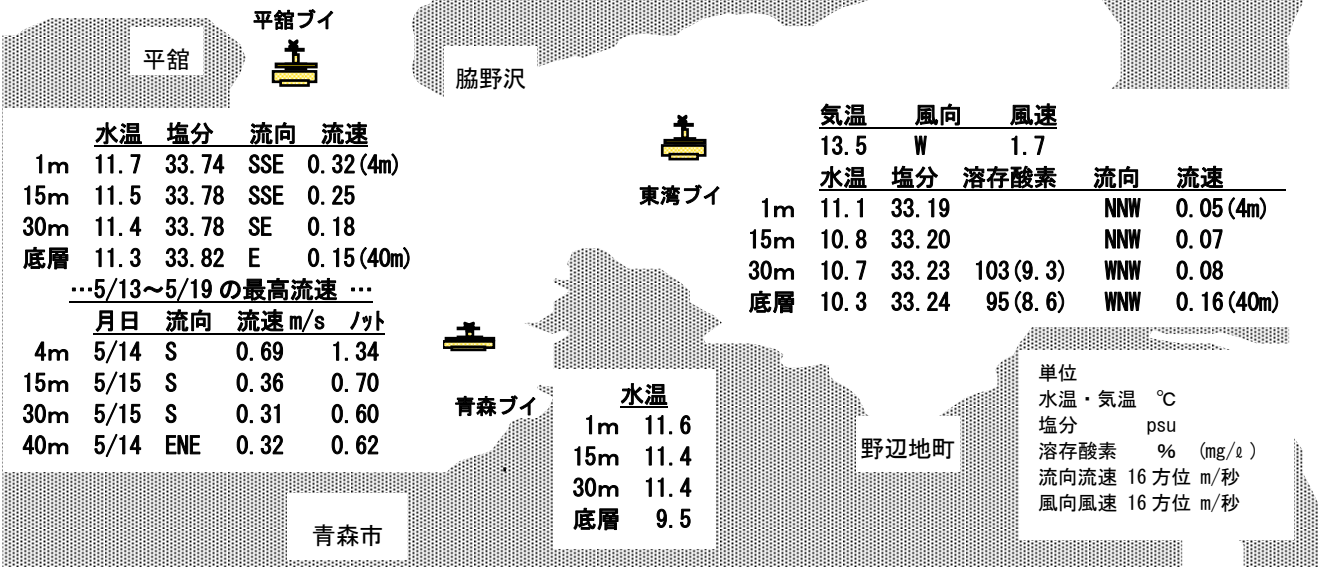 平舘ブイ
平舘
脇野沢
水温 塩分 流向 流速
1m 11.7 33.74 SSE 0.32(4m)
15m 11.5 33.78 SSE 0.25
30m 11.4 33.78 SE 0.18
底層 11.3 33.82 E 0.15(40m)
…5/13～5/19の最高流速 …
月日 流向 流速m/s ﾉｯﾄ
4m 5/14 S 0.69 1.34
15m 5/15 S 0.36 0.70
30m 5/15 S 0.31 0.60
40m 5/14 ENE 0.32 0.62
東湾ブイ
気温 風向 風速
13.5 W 1.7
水温 塩分 溶存酸素 流向 流速
1m 11.1 33.19 NNW 0.05(4m)
15m 10.8 33.20 NNW 0.07
30m 10.7 33.23 103(9.3) WNW 0.08
底層 10.3 33.24 95(8.6) WNW 0.16(40m)
青森ブイ
水温
1m 11.6
15m 11.4
30m 11.4
底層 9.5
青森市
野辺地町
単位
水温・気温 ℃
塩分 psu
溶存酸素 % (mg/ℓ)
流向流速 16方位 m/秒
風向風速 16方位 m/秒